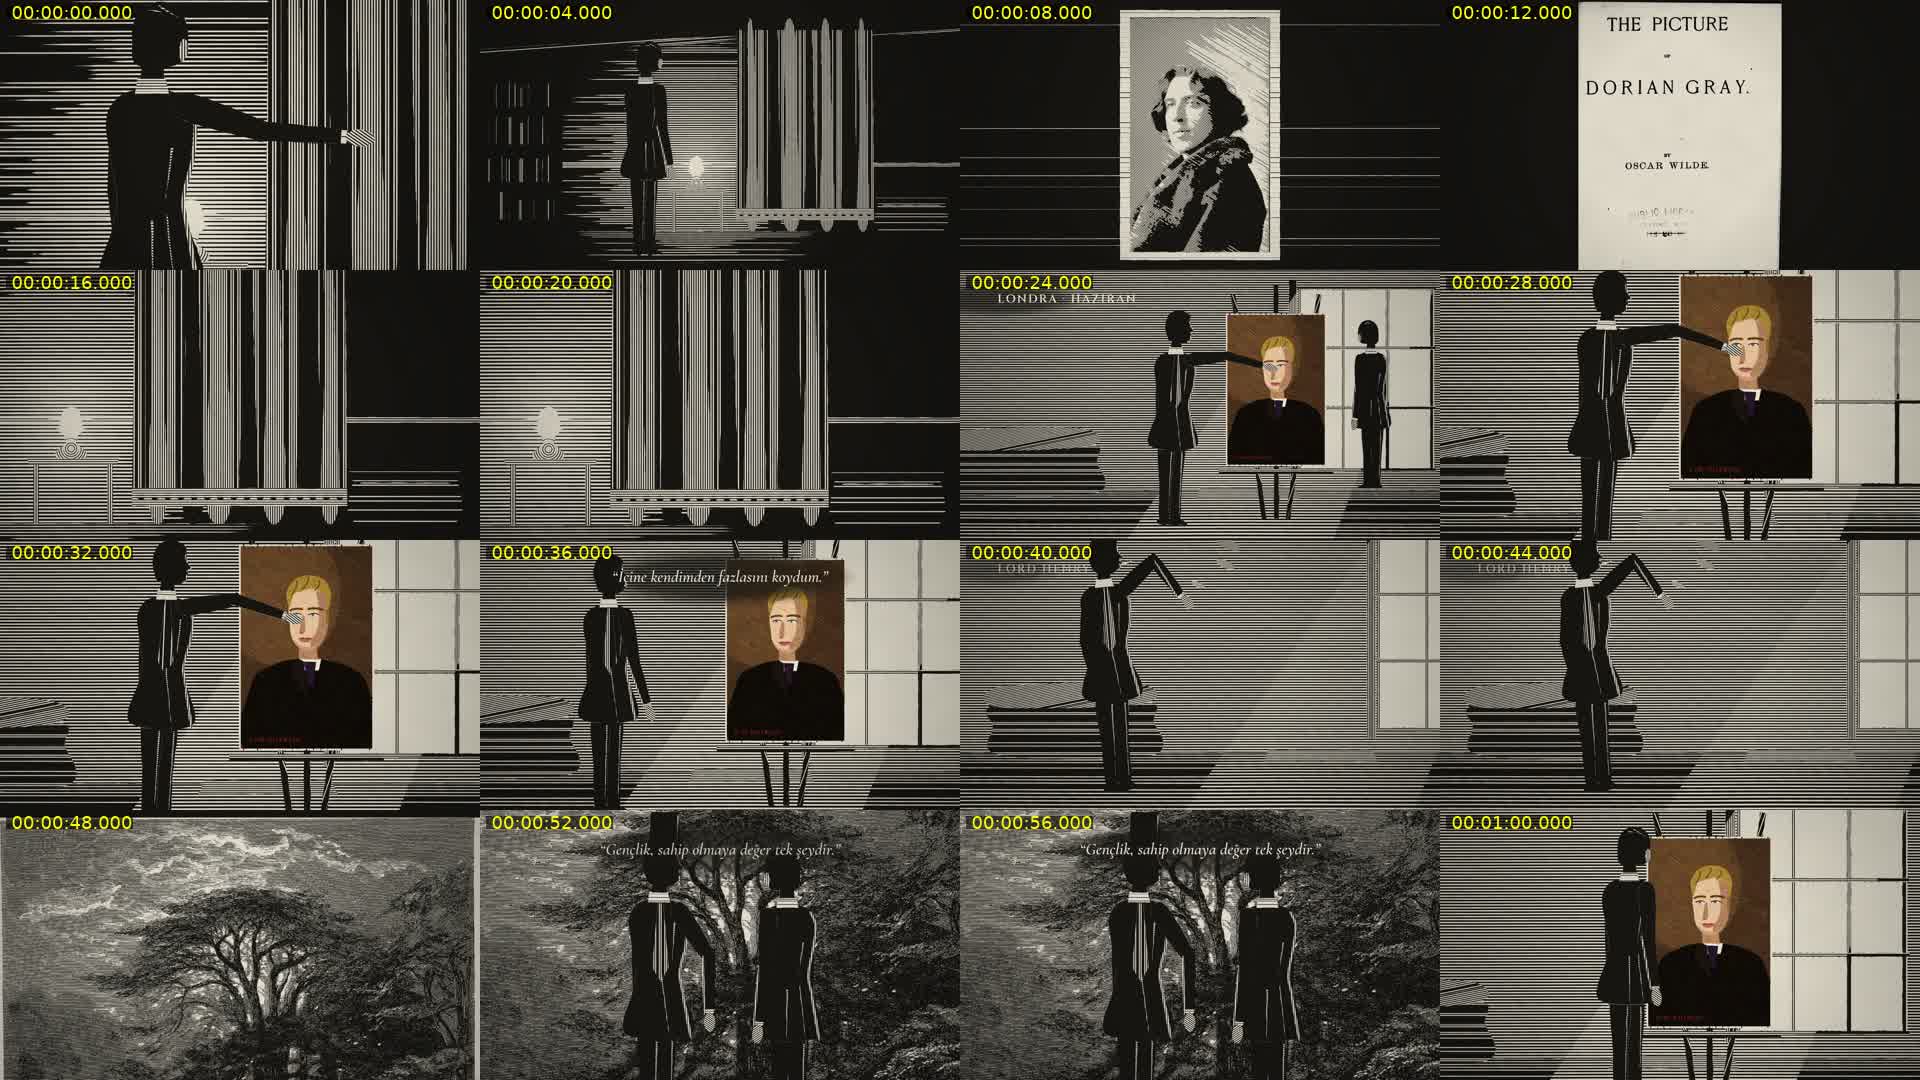 00:00:00.000
00:00:04.000
00:00:08.000
00:00:12.000
THE PICTURE
OF
DORIAN GRAY.
BY
OSCAR WILDE.
00:00:16.000
00:00:20.000
00:00:24.000
LONDRA · HAZIRAN
00:00:28.000
00:00:32.000
00:00:36.000
“İçine kendimden fazlasını koydum.”
00:00:40.000
LORD HENRY
00:00:44.000
LORD HENRY
00:00:48.000
00:00:52.000
“Gençlik, sahip olmaya değer tek şeydir.”
00:00:56.000
“Gençlik, sahip olmaya değer tek şeydir.”
00:01:00.000